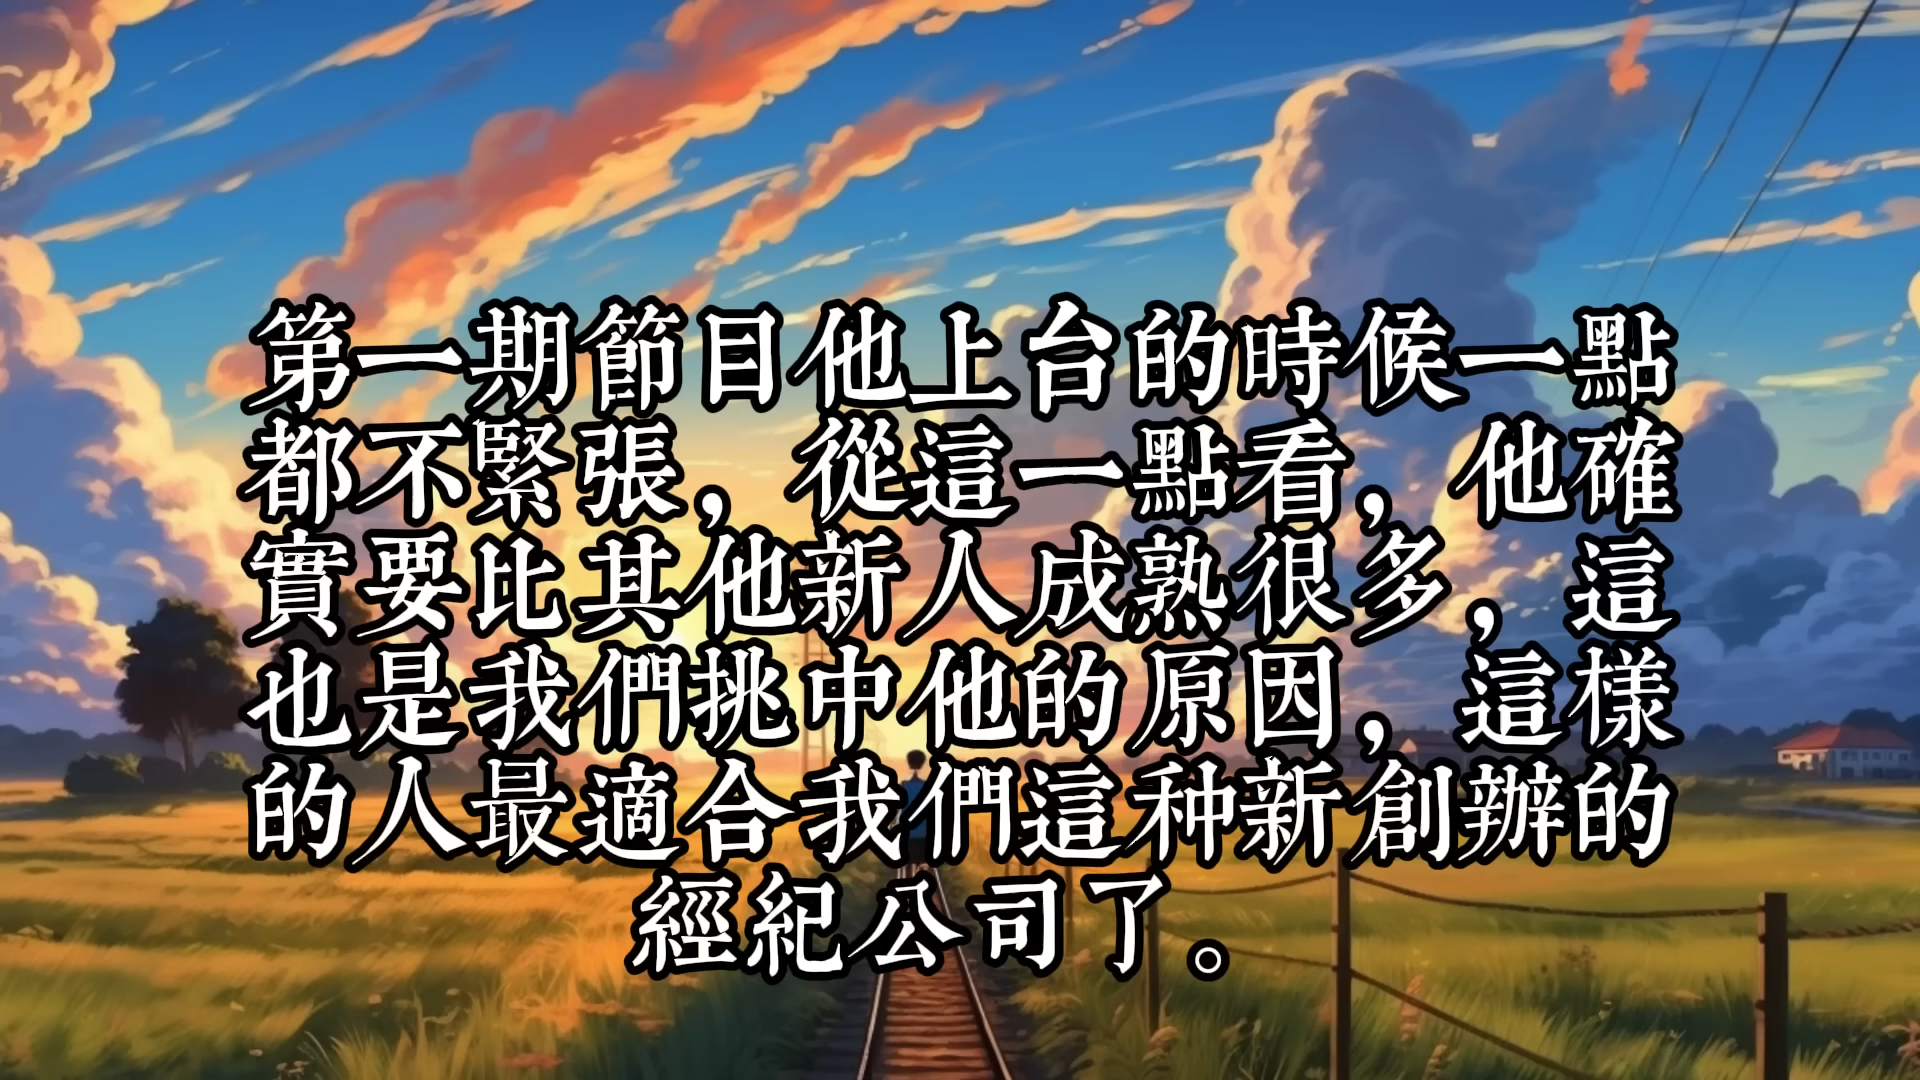 第一期節目他上台的時候一點
都不緊張，從這一點看，他確
實要比其他新人成熟很多，這
也是我們挑中他的原因，這樣
的人最適合我們這种新創辦的
經紀公司了。